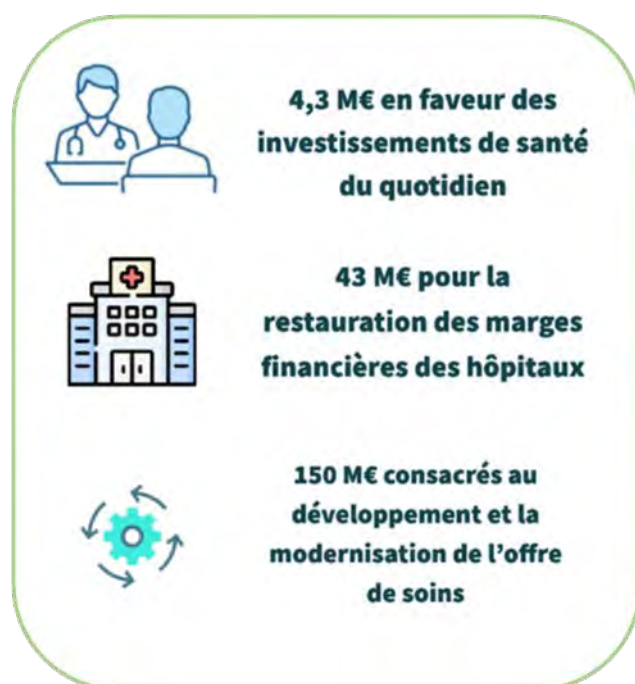 4,3 M€ en faveur des
investissements de santé
du quotidien
43 M€ pour la
restauration des marges
financières des hôpitaux
150 M€ consacrés au
développement et la
modernisation de l'offre
de soins